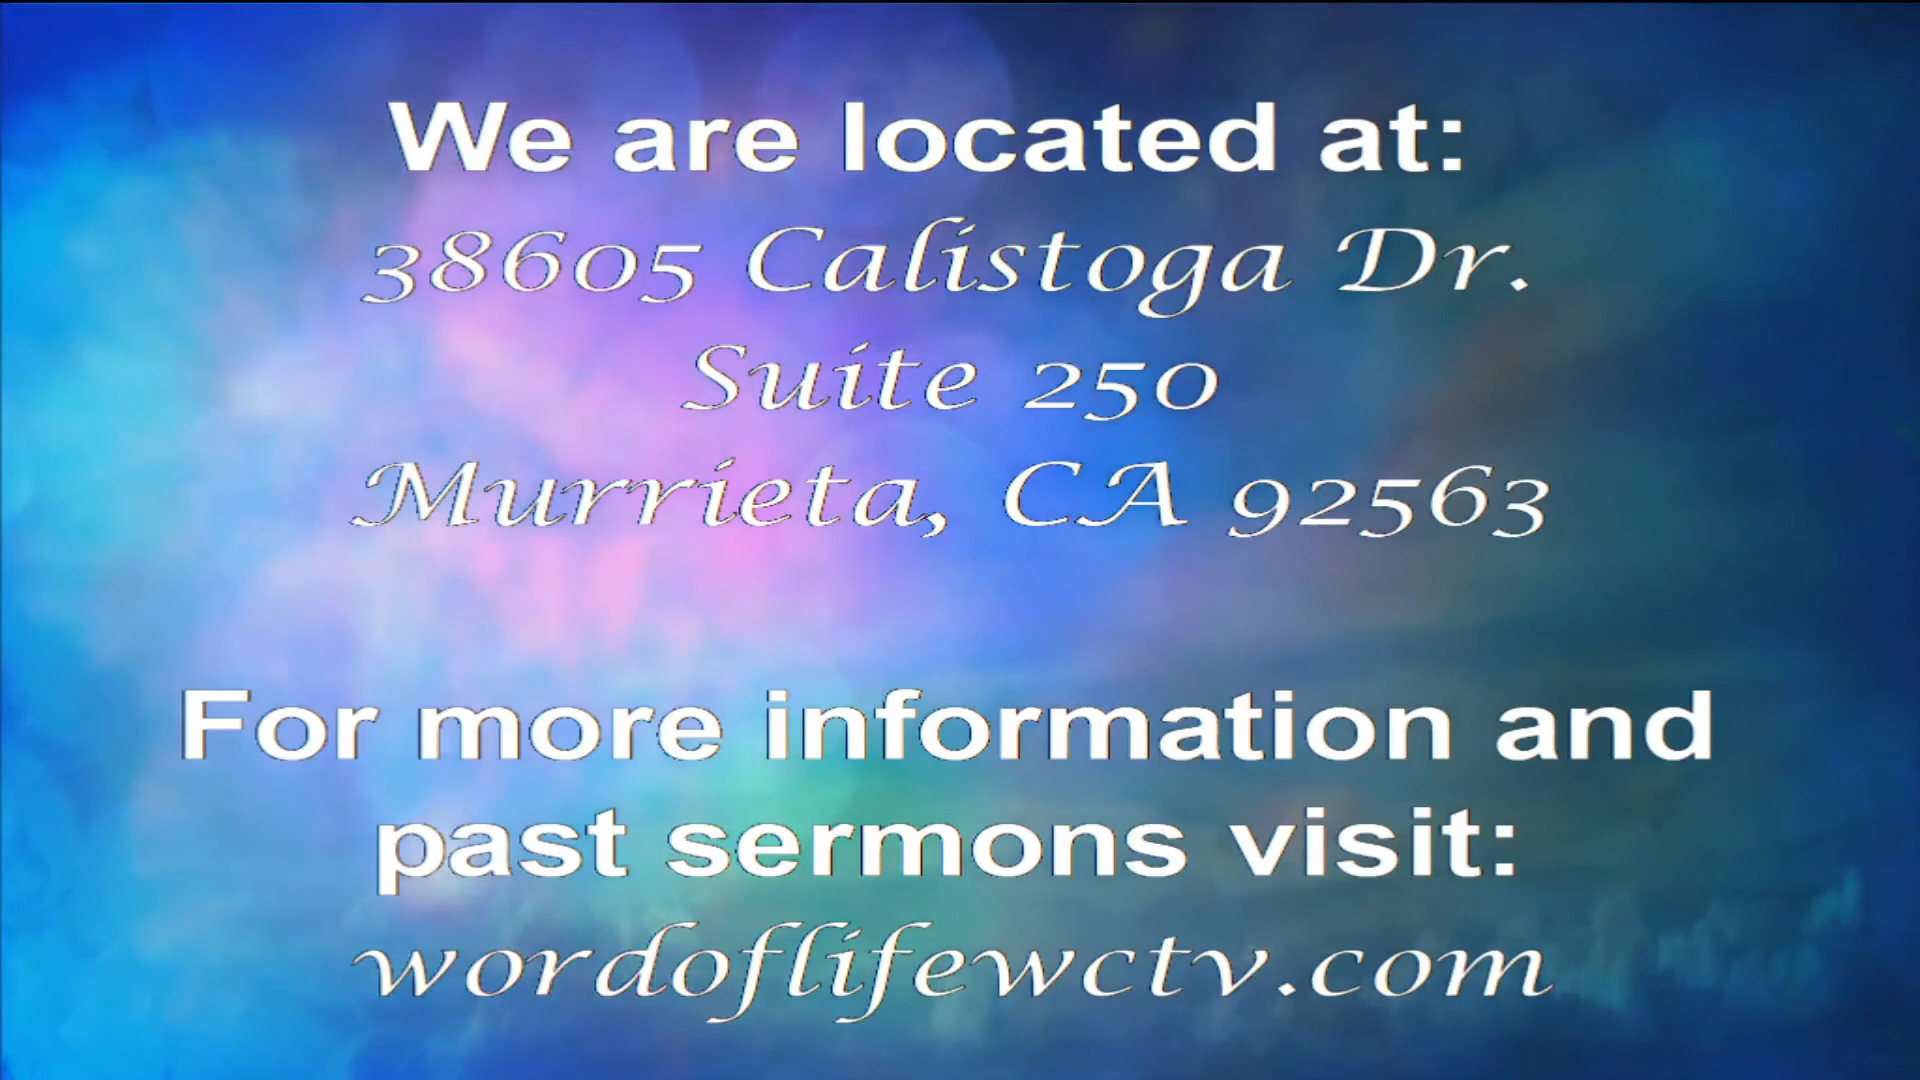 We are located at:
38605 Calistoga Dr.
Suite 250
Murrieta, CA 92563
For more information and
past sermons visit:
wordoflifewctv.com